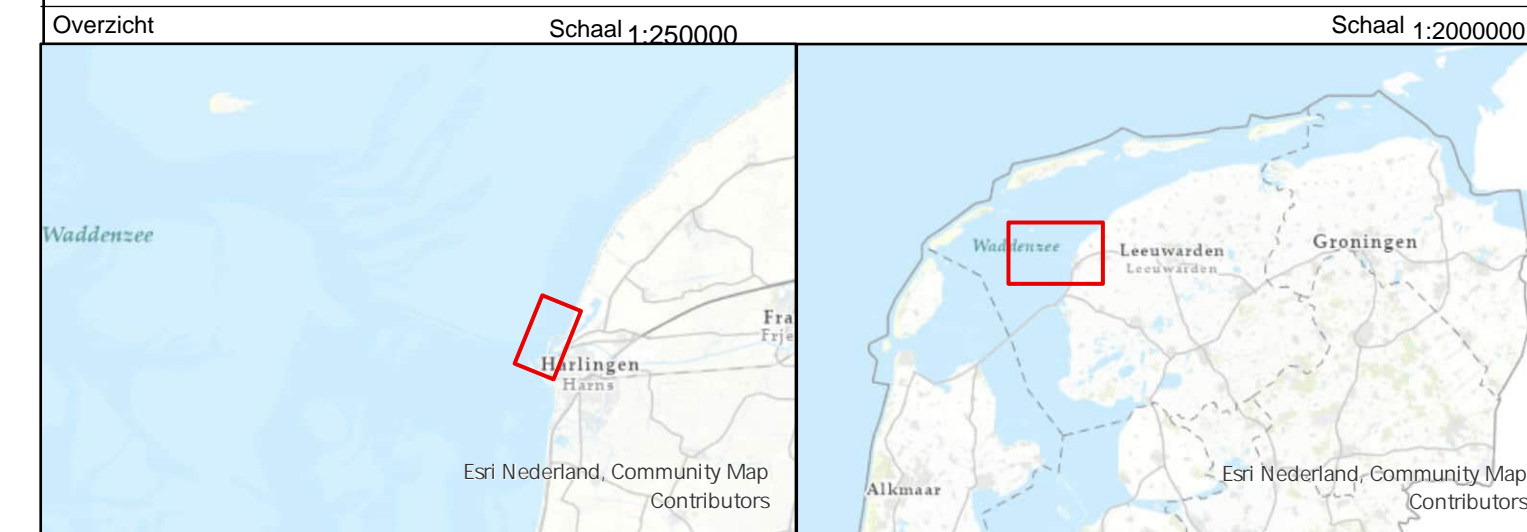 Overzicht
Schaal 1:250000
Schaal 1:2000000
Waddenzee
Harlingen
Harns
Fra
Frje
Esri Nederland, Community Map
Contributors
Waddenzee
Leeuwarden
Leeuwarden
Groningen
Alkmaar
Esri Nederland, Community Map
Contributors